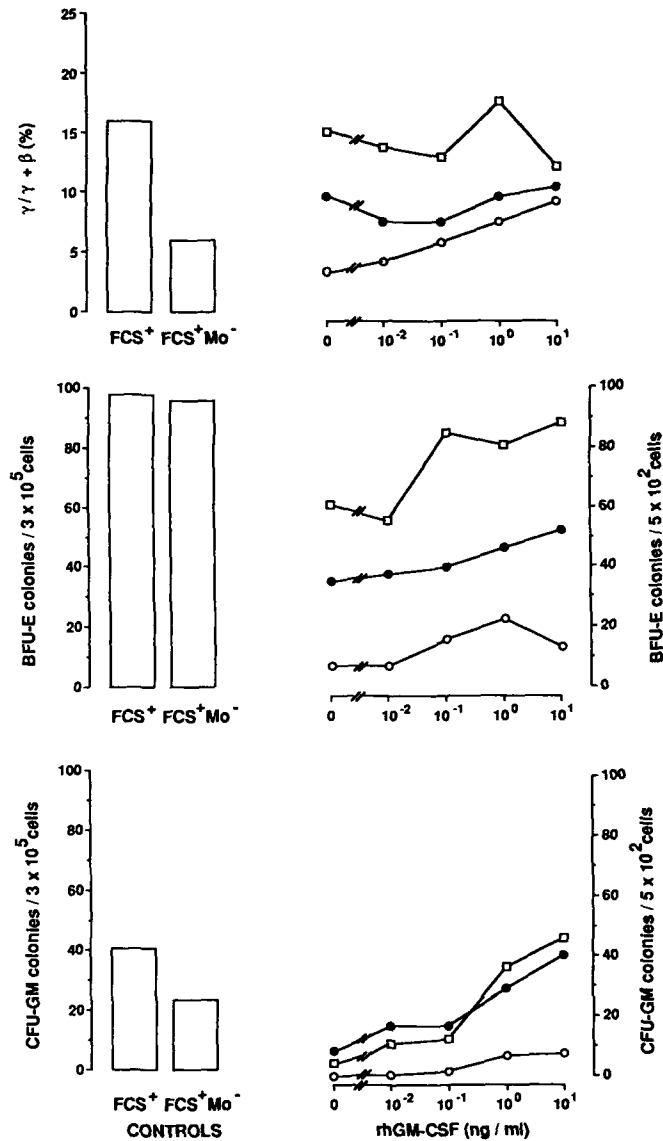 γ/γ + β (%)
25
20
15
10
5
0
FCS+ FCS+Mo-
0 10-2 10-1 100 101
BFU-E colonies / 3 x 105cells
100
80
60
40
20
0
FCS+ FCS+Mo-
0 10-2 10-1 100 101
100
80
60
40
20
0
BFU-E colonies / 5 x 102cells
CFU-GM colonies / 3 x 105cells
100
80
60
40
20
0
FCS+ FCS+Mo-
CONTROLS
0 10-2 10-1 100 101
rhGM-CSF (ng / ml)
100
80
60
40
20
0
CFU-GM colonies / 5 x 102cells